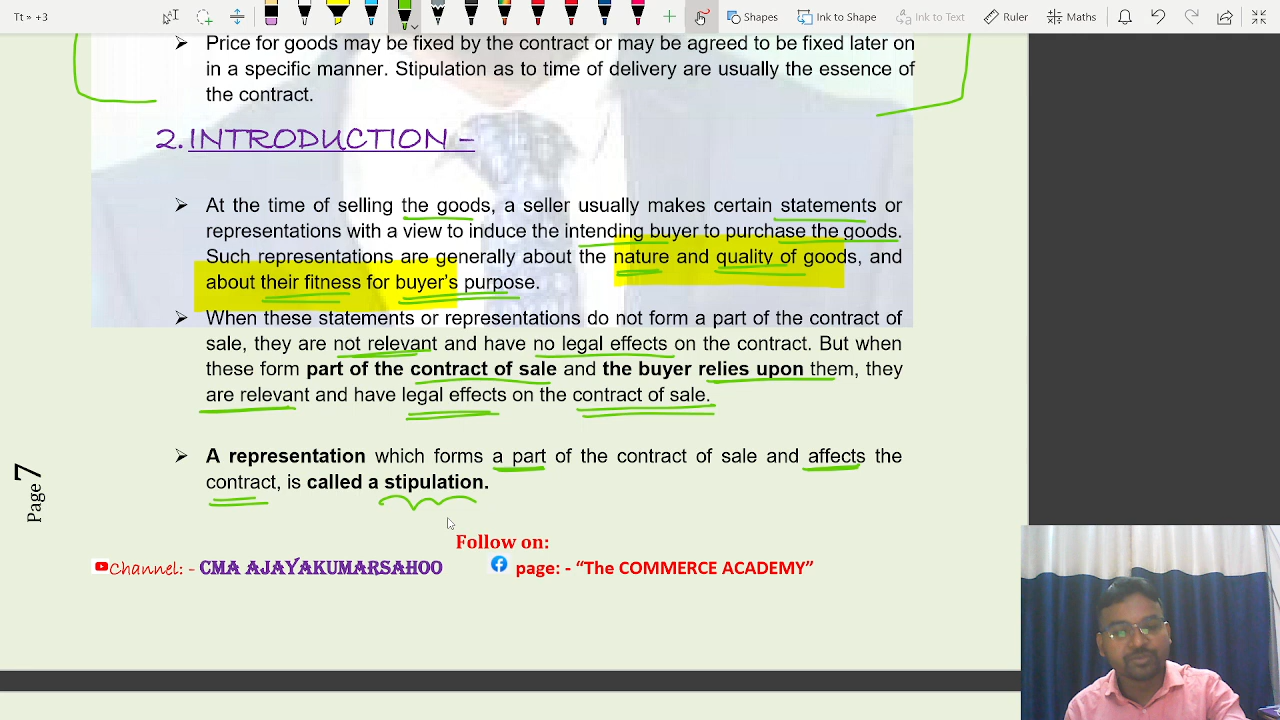 Tt > +3
Shapes
Ink to Shape
Ink to Text
Ruler
Maths
➢ Price for goods may be fixed by the contract or may be agreed to be fixed later on
in a specific manner. Stipulation as to time of delivery are usually the essence of
the contract.
2. INTRODUCTION –
➢ At the time of selling the goods, a seller usually makes certain statements or
representations with a view to induce the intending buyer to purchase the goods.
Such representations are generally about the nature and quality of goods, and
about their fitness for buyer's purpose.
➢ When these statements or representations do not form a part of the contract of
sale, they are not relevant and have no legal effects on the contract. But when
these form part of the contract of sale and the buyer relies upon them, they
are relevant and have legal effects on the contract of sale.
➢ A representation which forms a part of the contract of sale and affects the
contract, is called a stipulation.
Page 7
Follow on:
Channel: - CMA AJAYAKUMARSAHOO
page: - “The COMMERCE ACADEMY”